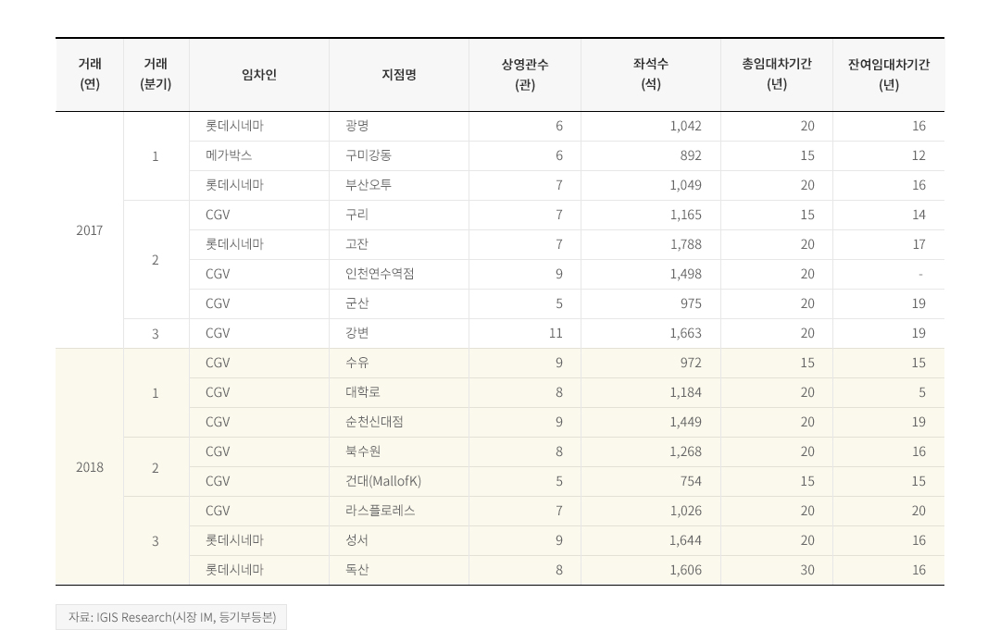 거래 (연) 거래 (분기) 임차인 지점명 상영관수 (관) 좌석수 (석) 총임대차기간 (년) 잔여임대차기간 (년)
2017 1 롯데시네마 광명 6 1,042 20 16
메가박스 구미강동 6 892 15 12
롯데시네마 부산오투 7 1,049 20 16
2 CGV 구리 7 1,165 15 14
롯데시네마 고잔 7 1,788 20 17
CGV 인천연수역점 9 1,498 20 -
CGV 군산 5 975 20 19
3 CGV 강변 11 1,663 20 19
2018 1 CGV 수유 9 972 15 15
CGV 대학로 8 1,184 20 5
CGV 순천신대점 9 1,449 20 19
2 CGV 북수원 8 1,268 20 16
CGV 건대(MallofK) 5 754 15 15
3 CGV 라스플로레스 7 1,026 20 20
롯데시네마 성서 9 1,644 20 16
롯데시네마 독산 8 1,606 30 16
자료: IGIS Research(시장 IM, 등기부등본)